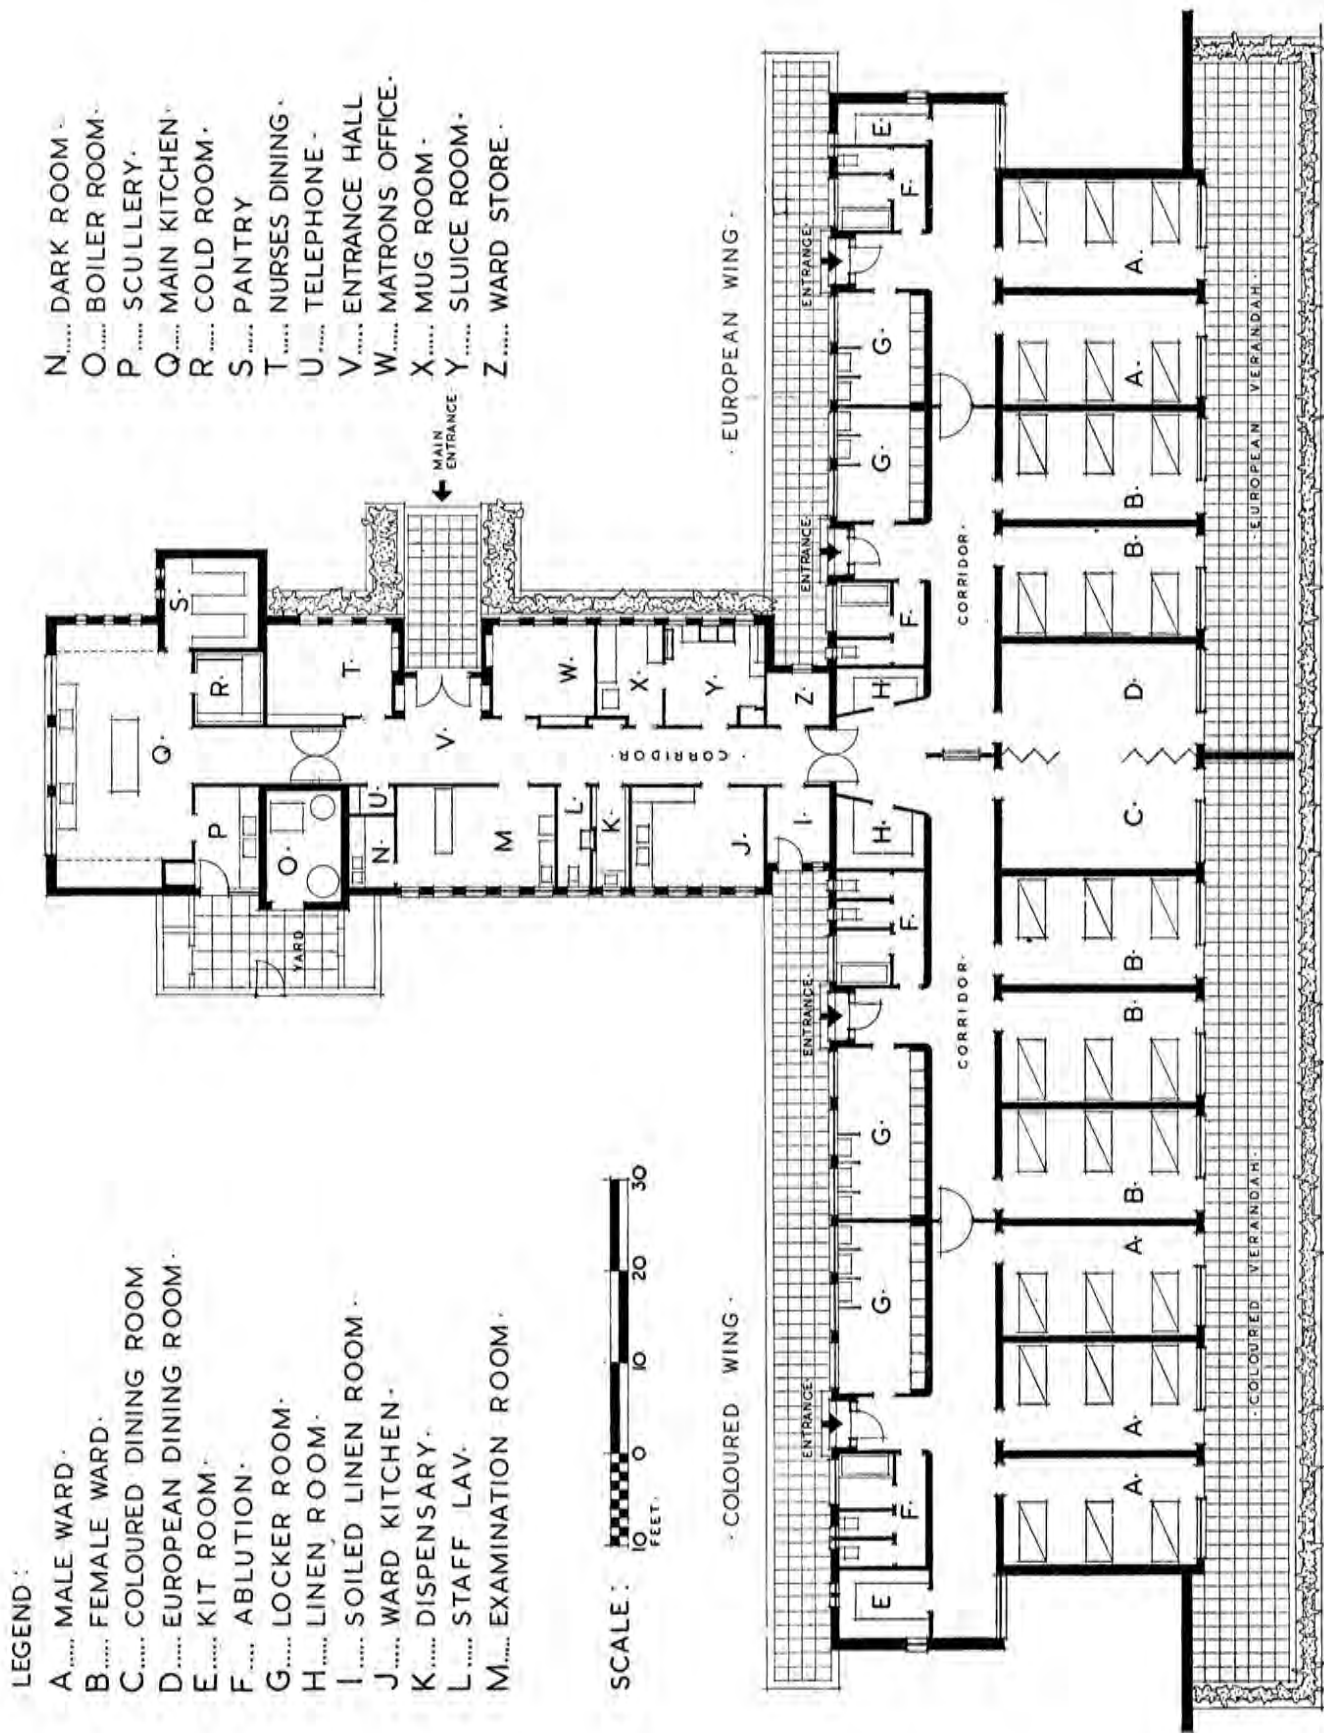 LEGEND:
A..... MALE WARD.
B..... FEMALE WARD.
C..... COLOURED DINING ROOM
D..... EUROPEAN DINING ROOM.
E..... KIT ROOM.
F..... ABLUTION.
G..... LOCKER ROOM.
H..... LINEN ROOM.
I..... SOILED LINEN ROOM.
J..... WARD KITCHEN.
K..... DISPENSARY.
L..... STAFF LAV.
M..... EXAMINATION ROOM.
N..... DARK ROOM.
O..... BOILER ROOM.
P..... SCULLERY.
Q..... MAIN KITCHEN.
R..... COLD ROOM.
S..... PANTRY
T..... NURSES DINING.
U..... TELEPHONE.
V..... ENTRANCE HALL
W..... MATRONS OFFICE.
X..... MUG ROOM.
Y..... SLUICE ROOM.
Z..... WARD STORE.
SCALE:
10 0 10 20 30
FEET.
YARD
Q.
P
R.
S.
O.
N.
U.
T.
MAIN
ENTRANCE.
V.
M
W.
L.
K.
X.
J.
Y.
CORRIDOR.
I.
Z.
.COLOURED WING.
.EUROPEAN WING.
ENTRANCE.
ENTRANCE.
ENTRANCE.
ENTRANCE.
E
F.
G.
G.
F.
H.
H.
F.
G.
G.
F.
E.
CORRIDOR.
CORRIDOR.
A.
A.
A.
B.
B.
B.
C.
D.
B.
B.
A.
A.
.COLOURED VERANDAH.
.EUROPEAN VERANDAH.